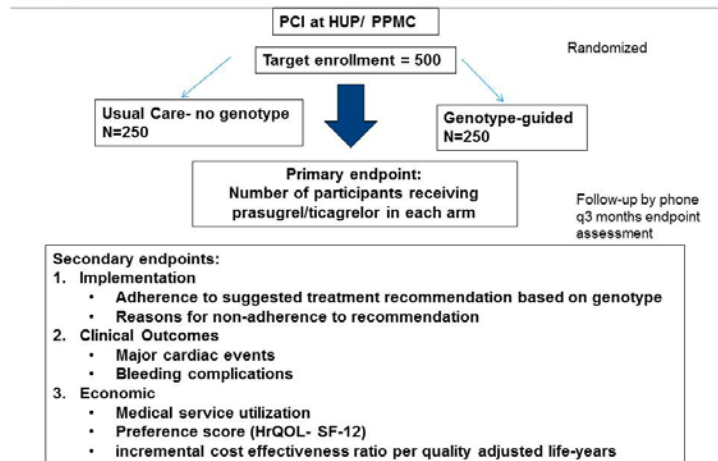 PCI at HUP/ PPMC
Randomized
Target enrollment = 500
Usual Care- no genotype
N=250
Genotype-guided
N=250
Primary endpoint:
Number of participants receiving
prasugrel/ticagrelor in each arm
Follow-up by phone
q3 months endpoint
assessment
Secondary endpoints:
1. Implementation
• Adherence to suggested treatment recommendation based on genotype
• Reasons for non-adherence to recommendation
2. Clinical Outcomes
• Major cardiac events
• Bleeding complications
3. Economic
• Medical service utilization
• Preference score (HrQOL- SF-12)
• incremental cost effectiveness ratio per quality adjusted life-years